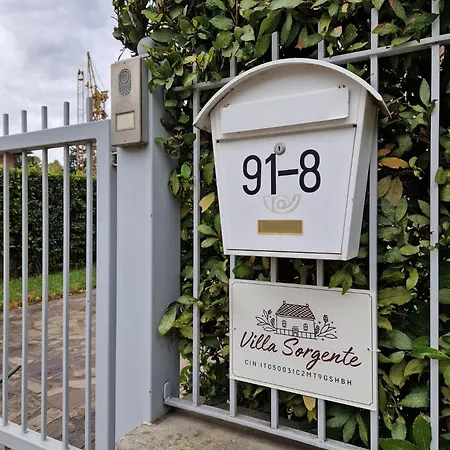 91-8
Villa Sorgente
CIN:IT050031C2MT9GSHBH